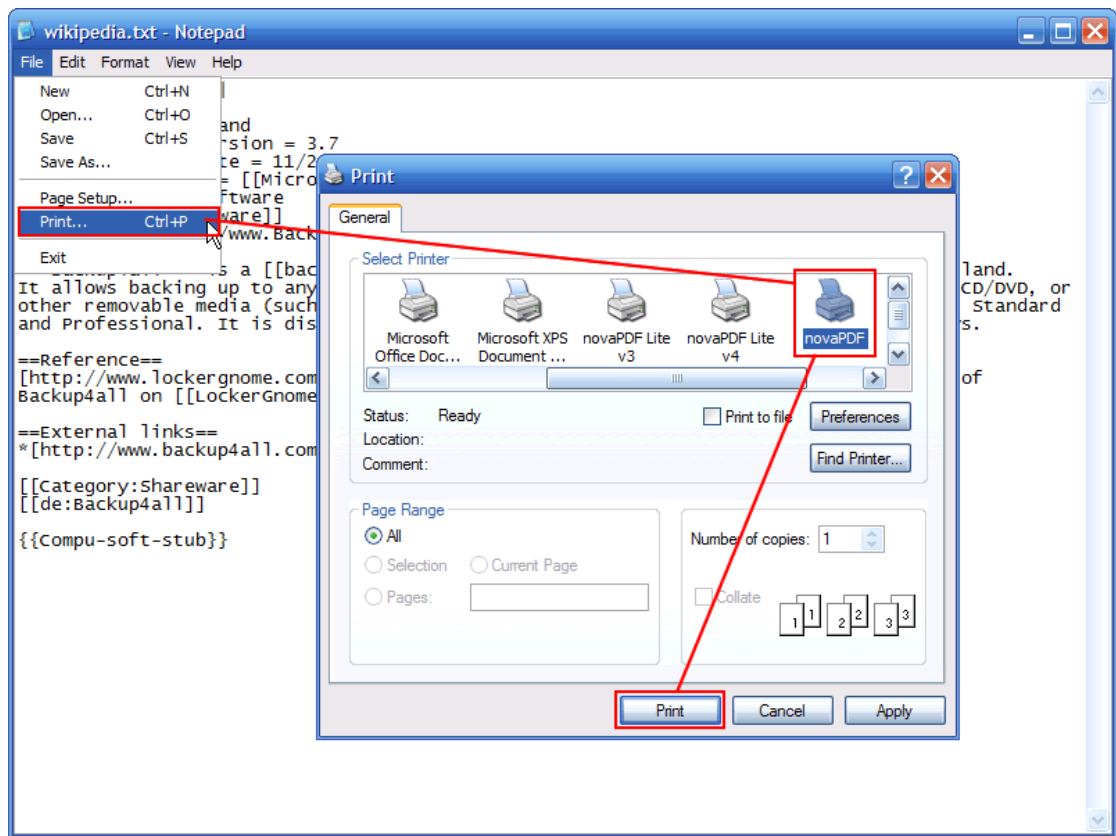 wikipedia.txt - Notepad
File Edit Format View Help
New Ctrl+N
Open... Ctrl+O
Save Ctrl+S
Save As...
Page Setup...
Print... Ctrl+P
Exit
and
= 3.7
= 11/2
= [[Micro
]]
/www.Back
s a [[bac
land.
It allows backing up to any
CD/DVD, or
other removable media (such
Standard
and Professional. It is dis
s.
==Reference==
[http://www.lockergnome.com
of
Backup4all on [[LockerGnome
==External links==
*[http://www.backup4all.com
[[Category:Shareware]]
[[de:Backup4all]]
{{Compu-soft-stub}}
Print
General
Select Printer
Microsoft Office Doc...
Microsoft XPS Document ...
novaPDF Lite v3
novaPDF Lite v4
novaPDF
Status: Ready
Print to file
Preferences
Location:
Comment:
Find Printer...
Page Range
All
Selection Current Page
Pages:
Number of copies: 1
Collate
1 1 2 2 3 3
Print Cancel Apply